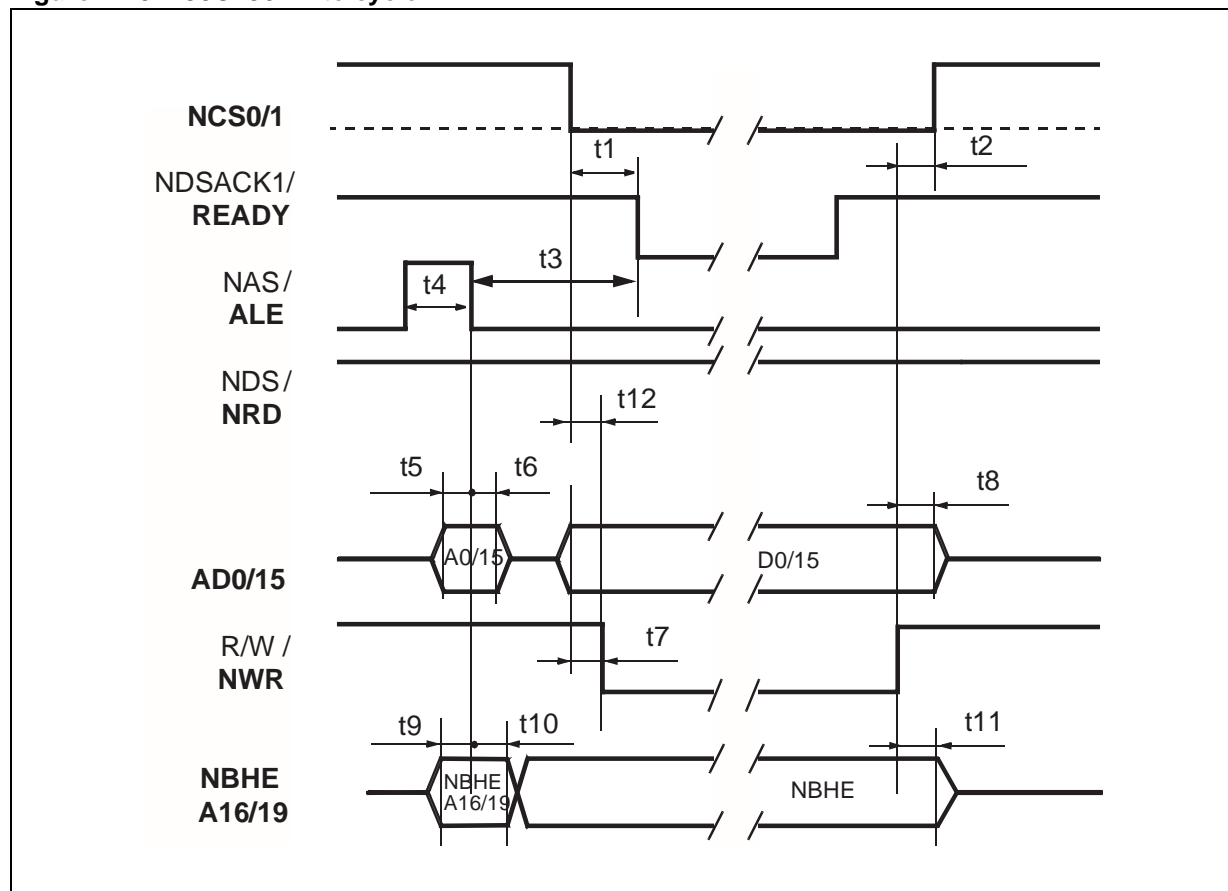 NCS0/1
t1
t2
NDSACK1/
READY
t3
NAS /
ALE
t4
NDS /
NRD
t12
t5
t6
t8
A0/15
D0/15
AD0/15
R/W /
NWR
t7
t9
t10
t11
NBHE
A16/19
NBHE
A16/19
NBHE